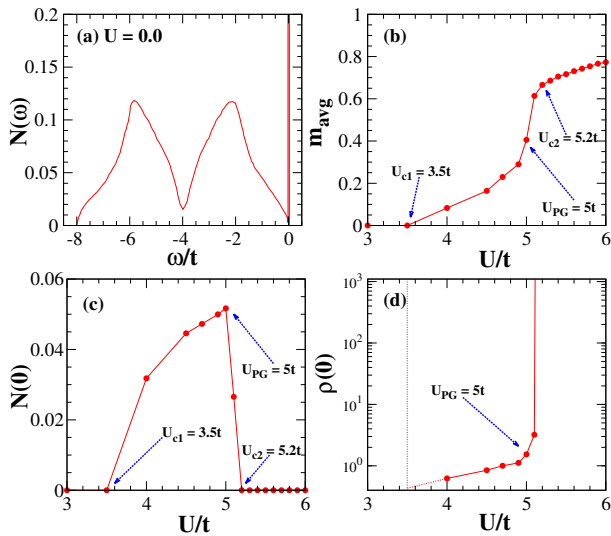 (a) U = 0.0
N(ω)
0.2
0.15
0.1
0.05
0
-8 -6 -4 -2 0
ω/t
(b)
m_avg
1
0.8
0.6
0.4
0.2
0
U_c1 = 3.5t
U_c2 = 5.2t
U_PG = 5t
3 4 5 6
U/t
(c)
N(0)
0.06
0.04
0.02
0
U_PG = 5t
U_c1 = 3.5t
U_c2 = 5.2t
3 4 5 6
U/t
(d)
ρ(0)
10^3
10^2
10^1
10^0
U_PG = 5t
3 4 5 6
U/t